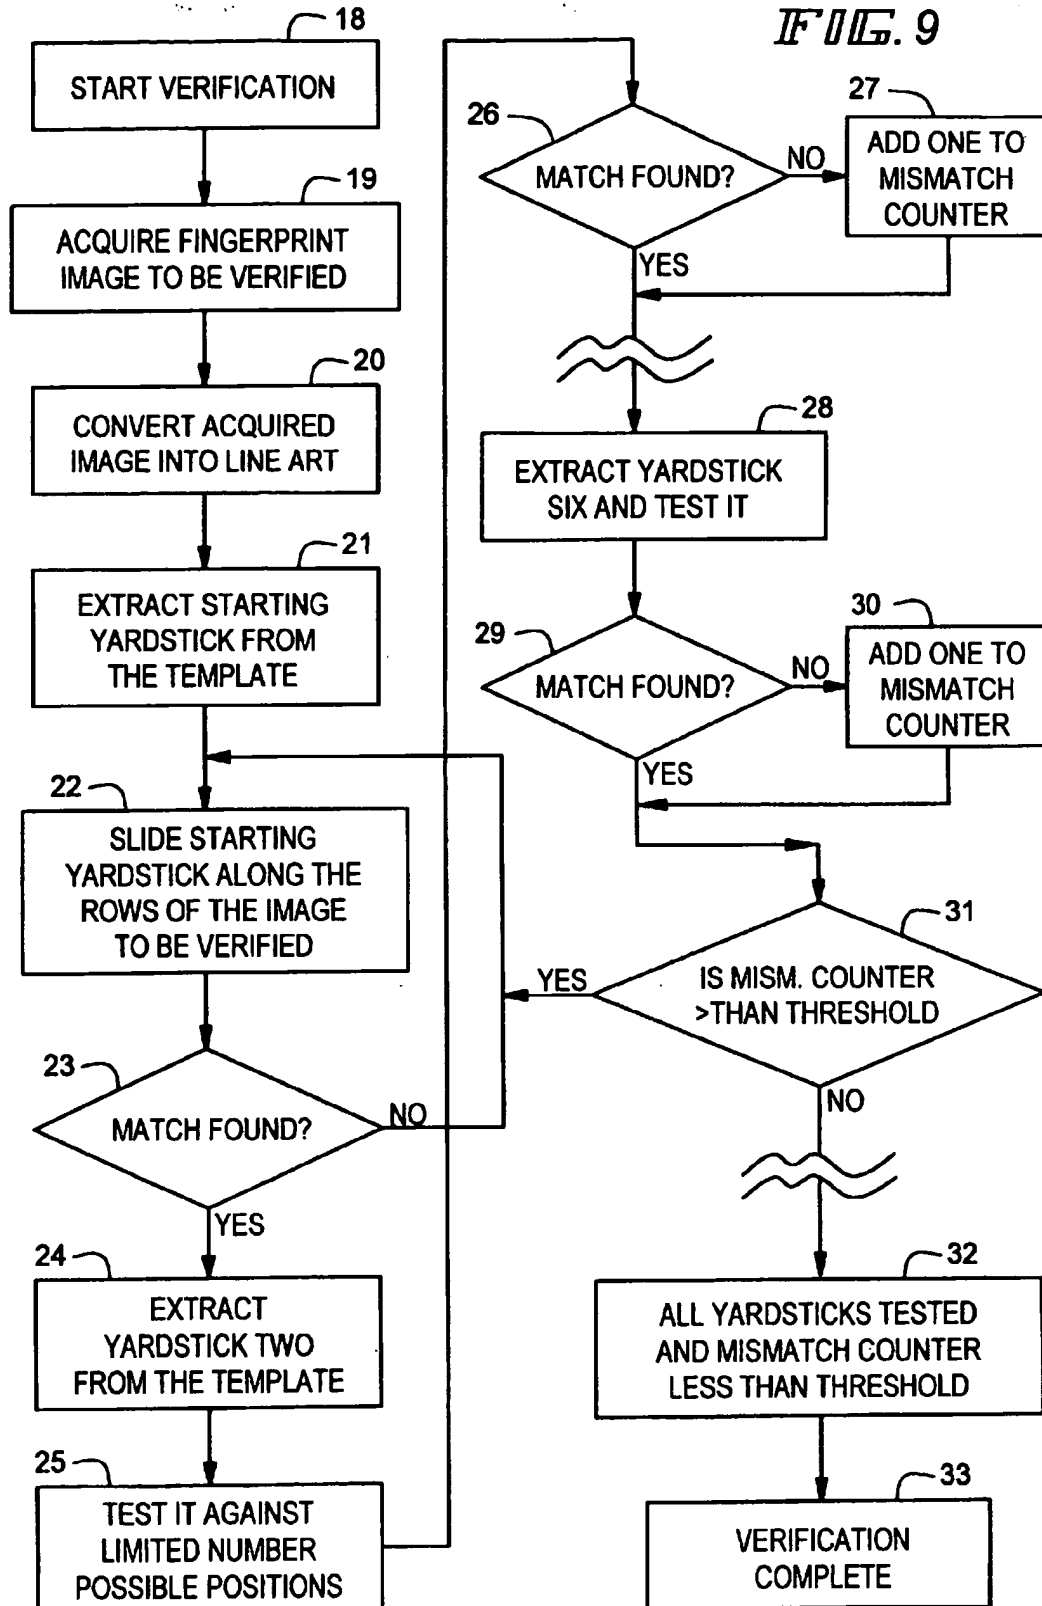 FIG. 9
18
START VERIFICATION
19
ACQUIRE FINGERPRINT
IMAGE TO BE VERIFIED
20
CONVERT ACQUIRED
IMAGE INTO LINE ART
21
EXTRACT STARTING
YARDSTICK FROM
THE TEMPLATE
22
SLIDE STARTING
YARDSTICK ALONG THE
ROWS OF THE IMAGE
TO BE VERIFIED
23
MATCH FOUND?
NO
YES
24
EXTRACT
YARDSTICK TWO
FROM THE TEMPLATE
25
TEST IT AGAINST
LIMITED NUMBER
POSSIBLE POSITIONS
26
MATCH FOUND?
NO
YES
27
ADD ONE TO
MISMATCH
COUNTER
28
EXTRACT YARDSTICK
SIX AND TEST IT
29
MATCH FOUND?
NO
YES
30
ADD ONE TO
MISMATCH
COUNTER
31
IS MISM. COUNTER
>THAN THRESHOLD
YES
NO
32
ALL YARDSTICKS TESTED
AND MISMATCH COUNTER
LESS THAN THRESHOLD
33
VERIFICATION
COMPLETE